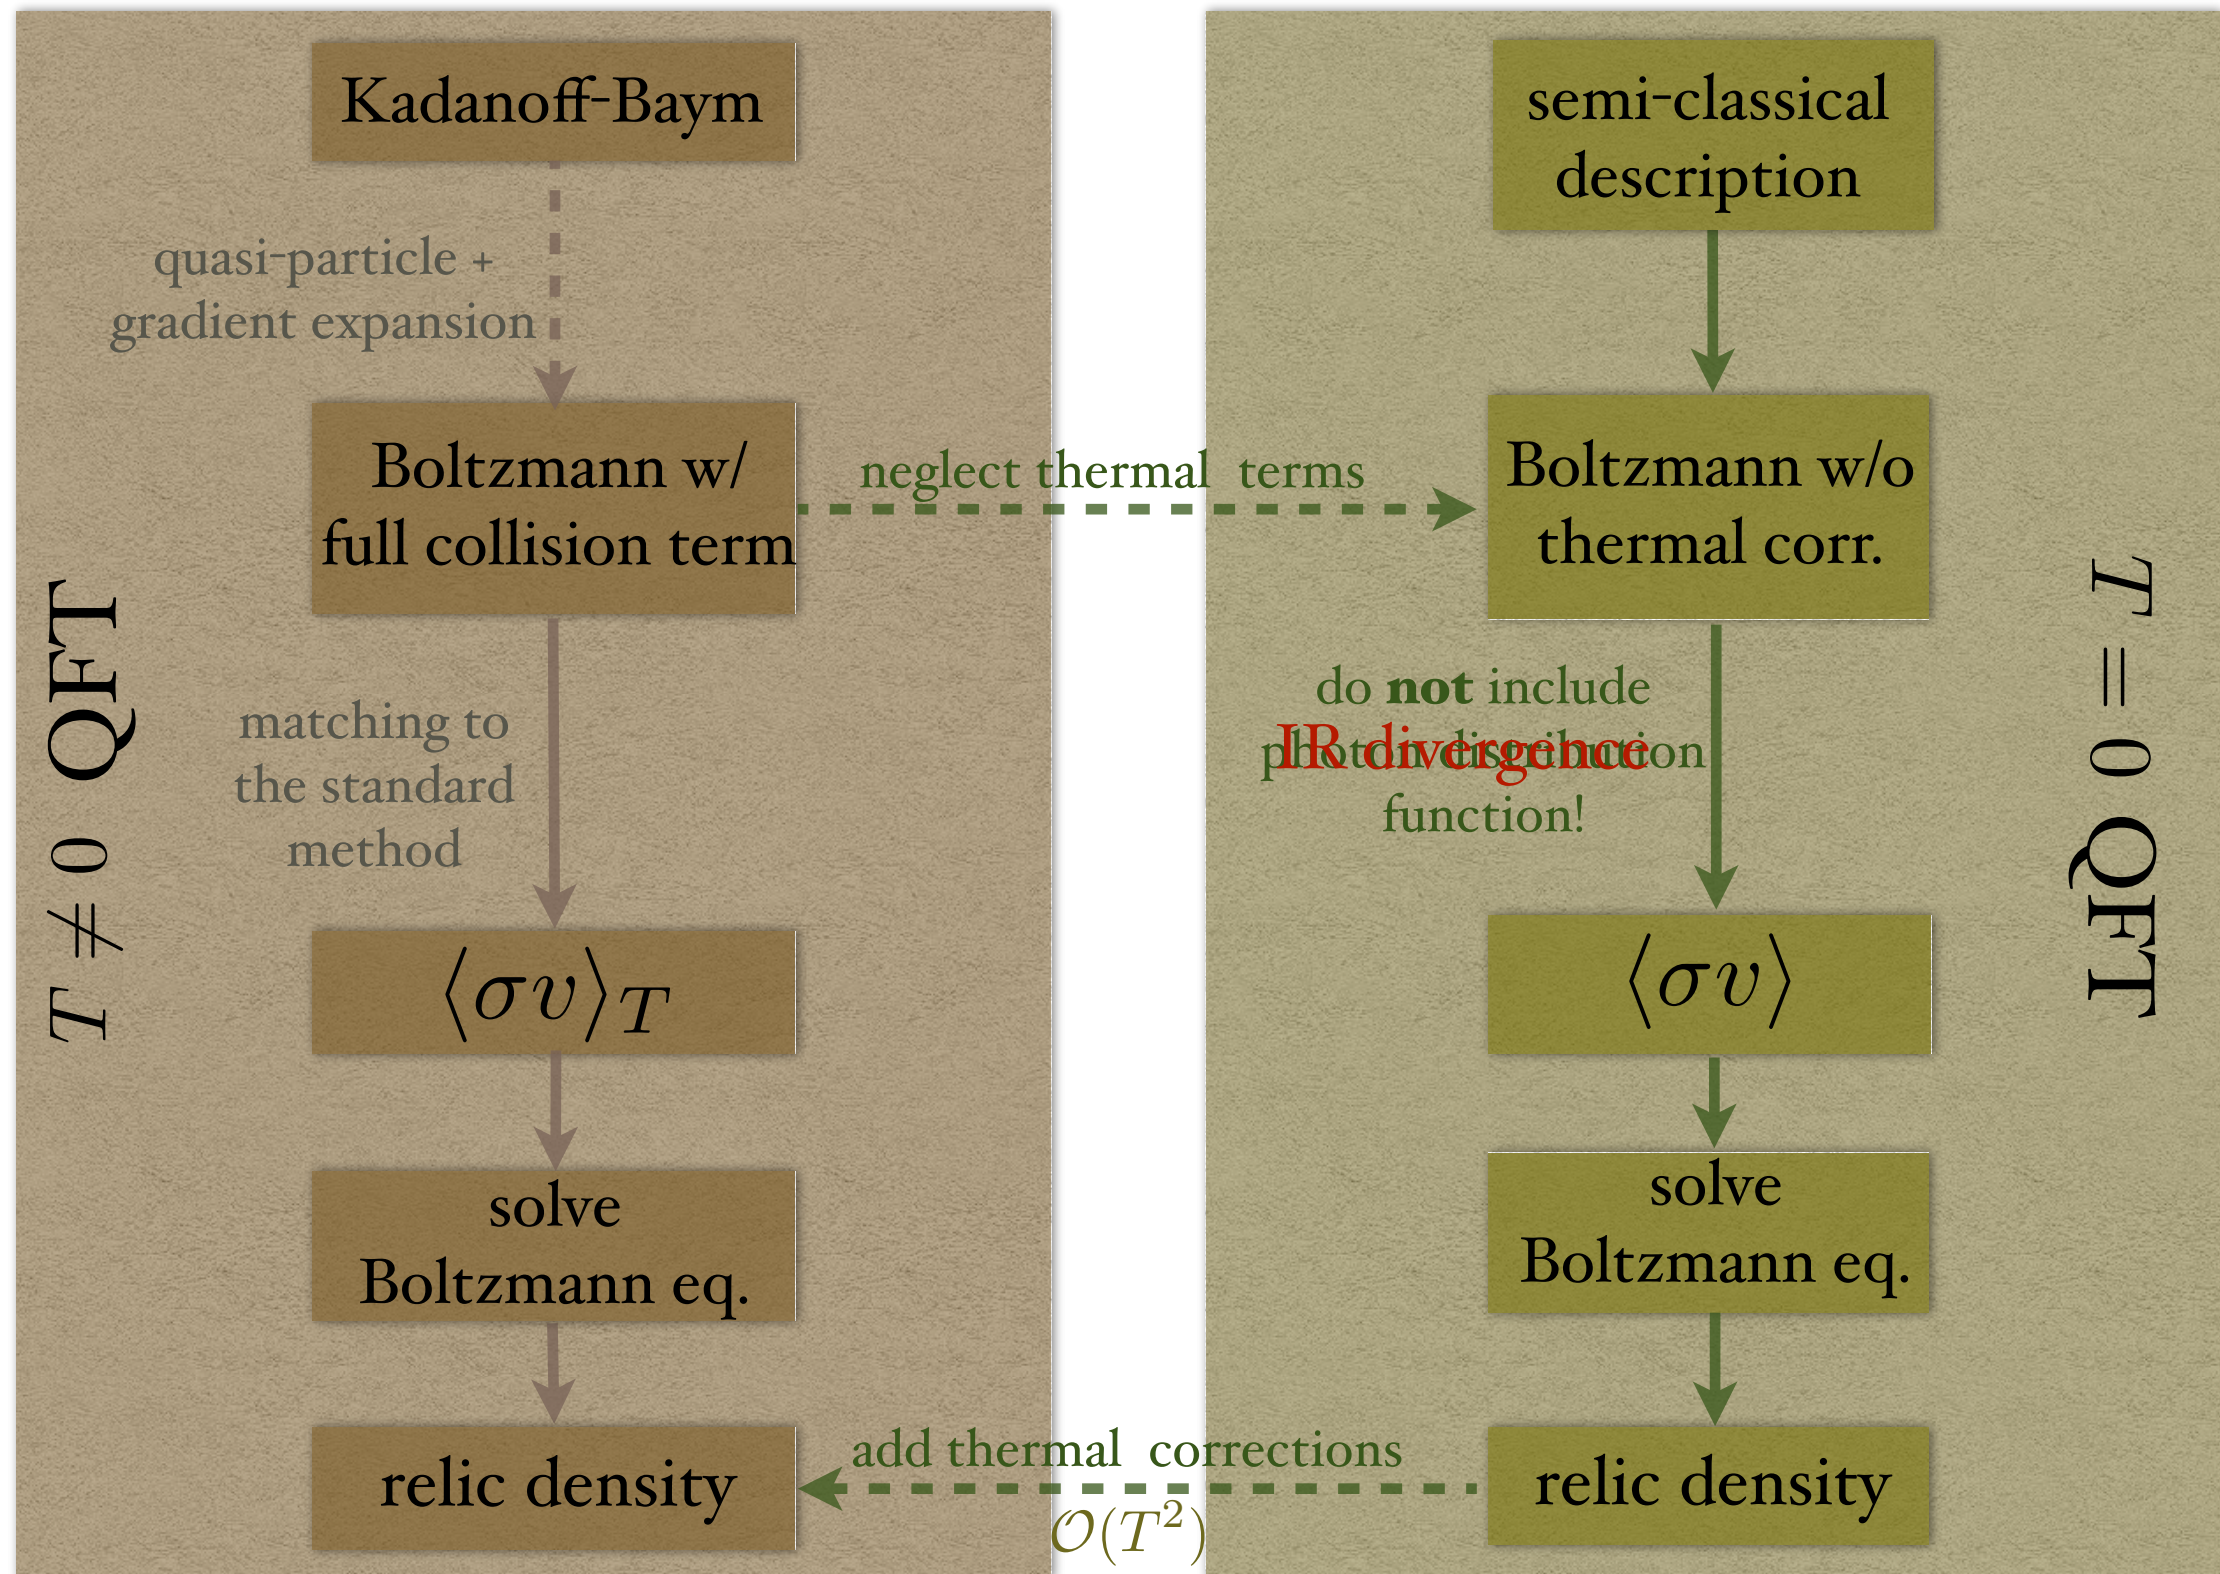 T ≠ 0 QFT
Kadanoff-Baym
quasi-particle +
gradient expansion
Boltzmann w/
full collision term
matching to
the standard
method
⟨σv⟩_T
solve
Boltzmann eq.
relic density
neglect thermal terms
add thermal corrections
O(T²)
semi-classical
description
Boltzmann w/o
thermal corr.
do not include
photon distribution
IR divergence
function!
⟨σv⟩
solve
Boltzmann eq.
relic density
T = 0 QFT